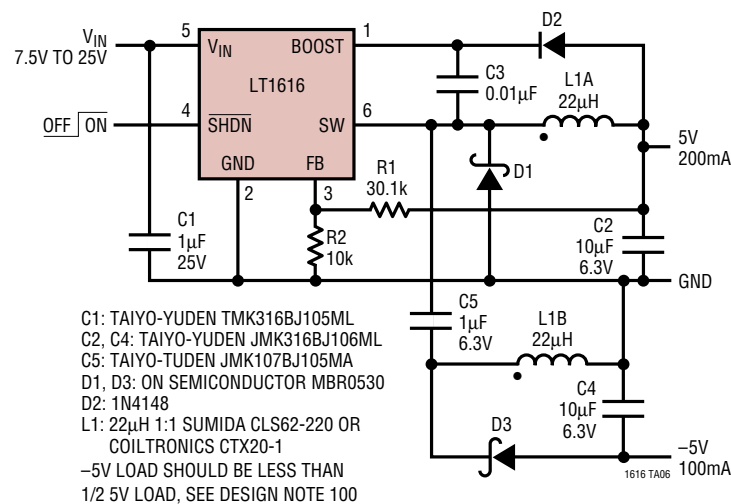 VIN
7.5V TO 25V
5
VIN
BOOST
1
D2
LT1616
C3
0.01µF
L1A
22µH
OFF ON
4
SHDN
SW
6
5V
200mA
GND
FB
2
3
R1
30.1k
D1
C1
1µF
25V
R2
10k
C2
10µF
6.3V
GND
C5
1µF
6.3V
L1B
22µH
C4
10µF
6.3V
D3
–5V
100mA
C1: TAIYO-YUDEN TMK316BJ105ML
C2, C4: TAIYO-YUDEN JMK316BJ106ML
C5: TAIYO-TUDEN JMK107BJ105MA
D1, D3: ON SEMICONDUCTOR MBR0530
D2: 1N4148
L1: 22µH 1:1 SUMIDA CLS62-220 OR
COILTRONICS CTX20-1
–5V LOAD SHOULD BE LESS THAN
1/2 5V LOAD, SEE DESIGN NOTE 100
1616 TA06